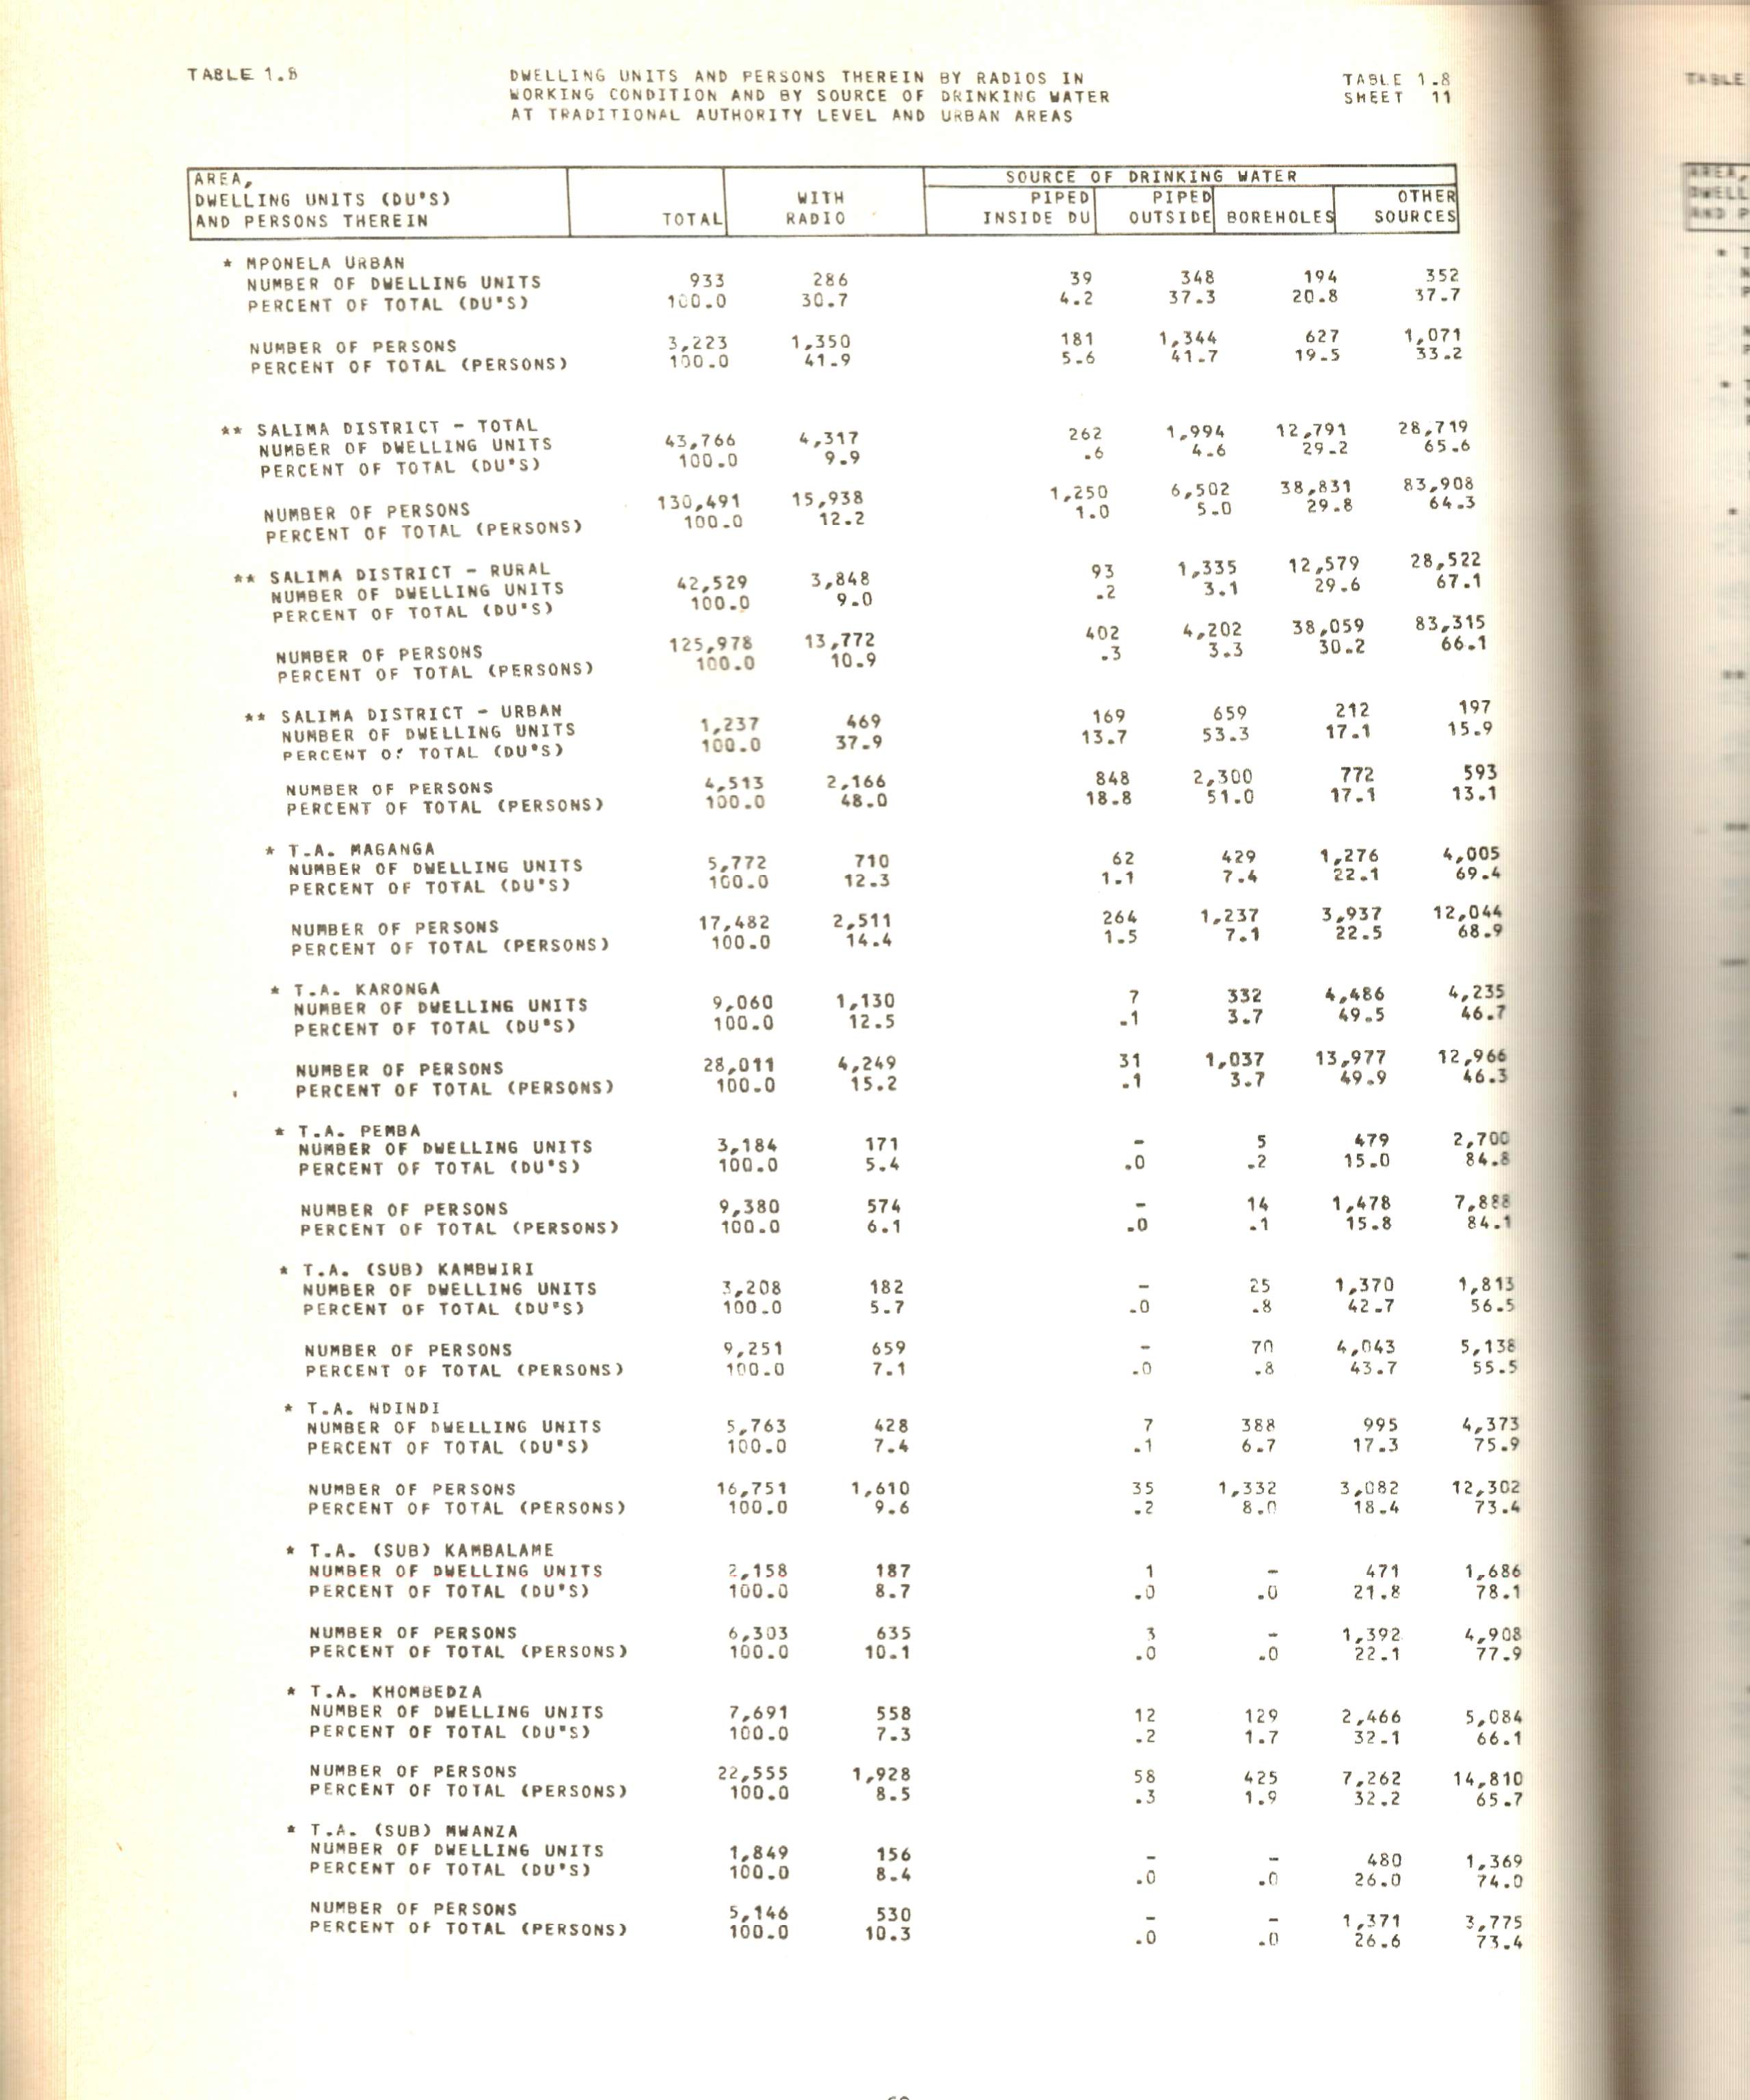 TABLE 1.8 DWELLING UNITS AND PERSONS THEREIN BY RADIOS IN TABLE 1.8
WORKING CONDITION AND BY SOURCE OF DRINKING WATER SHEET 11
AT TRADITIONAL AUTHORITY LEVEL AND URBAN AREAS
AREA, SOURCE OF DRINKING WATER
DWELLING UNITS (DU'S) WITH PIPED PIPED OTHER
AND PERSONS THEREIN TOTAL RADIO INSIDE DU OUTSIDE BOREHOLES SOURCES
* MPONELA URBAN
NUMBER OF DWELLING UNITS 933 286 39 348 194 352
PERCENT OF TOTAL (DU'S) 100.0 30.7 4.2 37.3 20.8 37.7
NUMBER OF PERSONS 3,223 1,350 181 1,344 627 1,071
PERCENT OF TOTAL (PERSONS) 100.0 41.9 5.6 41.7 19.5 33.2
** SALIMA DISTRICT - TOTAL
NUMBER OF DWELLING UNITS 43,766 4,317 262 1,994 12,791 28,719
PERCENT OF TOTAL (DU'S) 100.0 9.9 .6 4.6 29.2 65.6
NUMBER OF PERSONS 130,491 15,938 1,250 6,502 38,831 83,908
PERCENT OF TOTAL (PERSONS) 100.0 12.2 1.0 5.0 29.8 64.3
** SALIMA DISTRICT - RURAL
NUMBER OF DWELLING UNITS 42,529 3,848 93 1,335 12,579 28,522
PERCENT OF TOTAL (DU'S) 100.0 9.0 .2 3.1 29.6 67.1
NUMBER OF PERSONS 125,978 13,772 402 4,202 38,059 83,315
PERCENT OF TOTAL (PERSONS) 100.0 10.9 .3 3.3 30.2 66.1
** SALIMA DISTRICT - URBAN
NUMBER OF DWELLING UNITS 1,237 469 169 659 212 197
PERCENT OF TOTAL (DU'S) 100.0 37.9 13.7 53.3 17.1 15.9
NUMBER OF PERSONS 4,513 2,166 848 2,300 772 593
PERCENT OF TOTAL (PERSONS) 100.0 48.0 18.8 51.0 17.1 13.1
* T.A. MAGANGA
NUMBER OF DWELLING UNITS 5,772 710 62 429 1,276 4,005
PERCENT OF TOTAL (DU'S) 100.0 12.3 1.1 7.4 22.1 69.4
NUMBER OF PERSONS 17,482 2,511 264 1,237 3,937 12,044
PERCENT OF TOTAL (PERSONS) 100.0 14.4 1.5 7.1 22.5 68.9
* T.A. KARONGA
NUMBER OF DWELLING UNITS 9,060 1,130 7 332 4,486 4,235
PERCENT OF TOTAL (DU'S) 100.0 12.5 .1 3.7 49.5 46.7
NUMBER OF PERSONS 28,011 4,249 31 1,037 13,977 12,966
PERCENT OF TOTAL (PERSONS) 100.0 15.2 .1 3.7 49.9 46.3
* T.A. PEMBA
NUMBER OF DWELLING UNITS 3,184 171 - 5 479 2,700
PERCENT OF TOTAL (DU'S) 100.0 5.4 .0 .2 15.0 84.8
NUMBER OF PERSONS 9,380 574 - 14 1,478 7,888
PERCENT OF TOTAL (PERSONS) 100.0 6.1 .0 .1 15.8 84.1
* T.A. (SUB) KAMBWIRI
NUMBER OF DWELLING UNITS 3,208 182 - 25 1,370 1,813
PERCENT OF TOTAL (DU'S) 100.0 5.7 .0 .8 42.7 56.5
NUMBER OF PERSONS 9,251 659 - 70 4,043 5,138
PERCENT OF TOTAL (PERSONS) 100.0 7.1 .0 .8 43.7 55.5
* T.A. NDINDI
NUMBER OF DWELLING UNITS 5,763 428 7 388 995 4,373
PERCENT OF TOTAL (DU'S) 100.0 7.4 .1 6.7 17.3 75.9
NUMBER OF PERSONS 16,751 1,610 35 1,332 3,082 12,302
PERCENT OF TOTAL (PERSONS) 100.0 9.6 .2 8.0 18.4 73.4
* T.A. (SUB) KAMBALAME
NUMBER OF DWELLING UNITS 2,158 187 1 - 471 1,686
PERCENT OF TOTAL (DU'S) 100.0 8.7 .0 .0 21.8 78.1
NUMBER OF PERSONS 6,303 635 3 - 1,392 4,908
PERCENT OF TOTAL (PERSONS) 100.0 10.1 .0 .0 22.1 77.9
* T.A. KHOMBEDZA
NUMBER OF DWELLING UNITS 7,691 558 12 129 2,466 5,084
PERCENT OF TOTAL (DU'S) 100.0 7.3 .2 1.7 32.1 66.1
NUMBER OF PERSONS 22,555 1,928 58 425 7,262 14,810
PERCENT OF TOTAL (PERSONS) 100.0 8.5 .3 1.9 32.2 65.7
* T.A. (SUB) MWANZA
NUMBER OF DWELLING UNITS 1,849 156 - - 480 1,369
PERCENT OF TOTAL (DU'S) 100.0 8.4 .0 .0 26.0 74.0
NUMBER OF PERSONS 5,146 530 - - 1,371 3,775
PERCENT OF TOTAL (PERSONS) 100.0 10.3 .0 .0 26.6 73.4